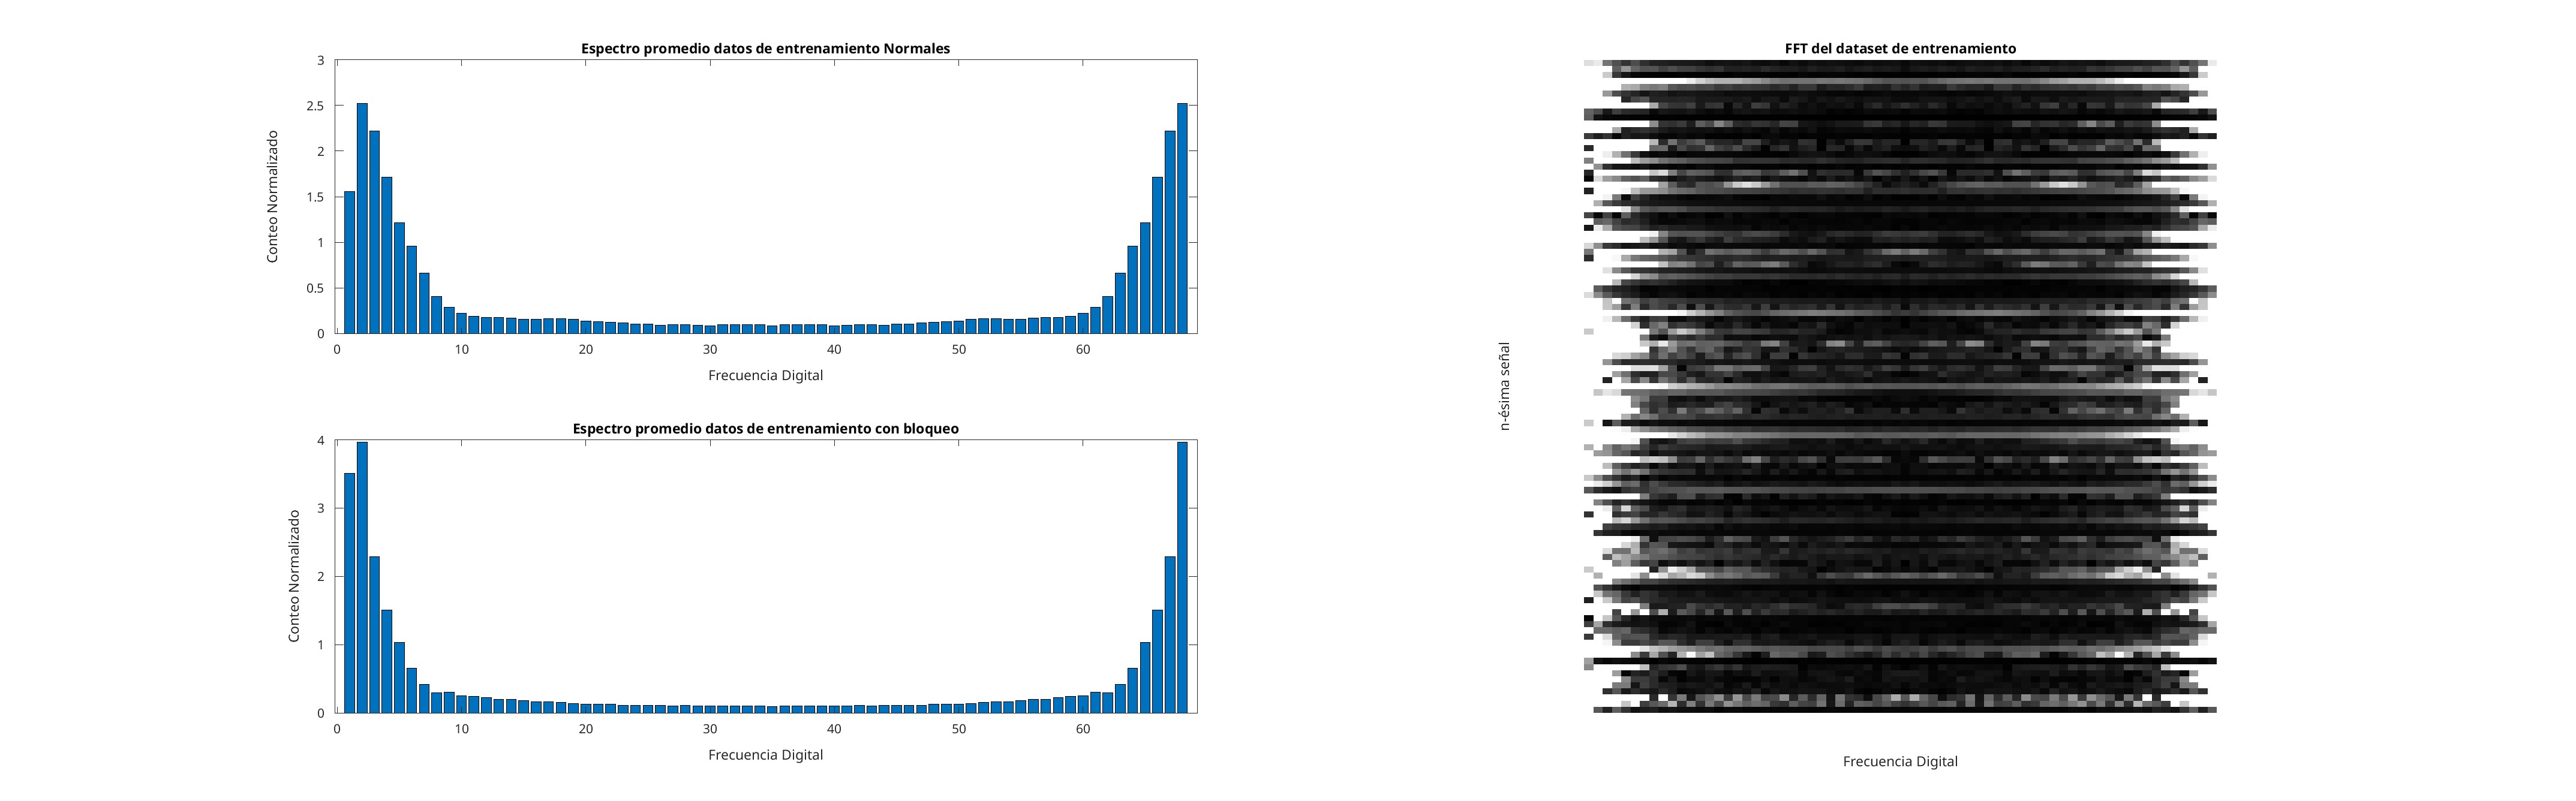 Espectro promedio datos de entrenamiento Normales
3
2.5
2
1.5
1
0.5
0
Conteo Normalizado
0 10 20 30 40 50 60
Frecuencia Digital
Espectro promedio datos de entrenamiento con bloqueo
4
3
2
1
0
Conteo Normalizado
0 10 20 30 40 50 60
Frecuencia Digital
FFT del dataset de entrenamiento
n-ésima señal
Frecuencia Digital